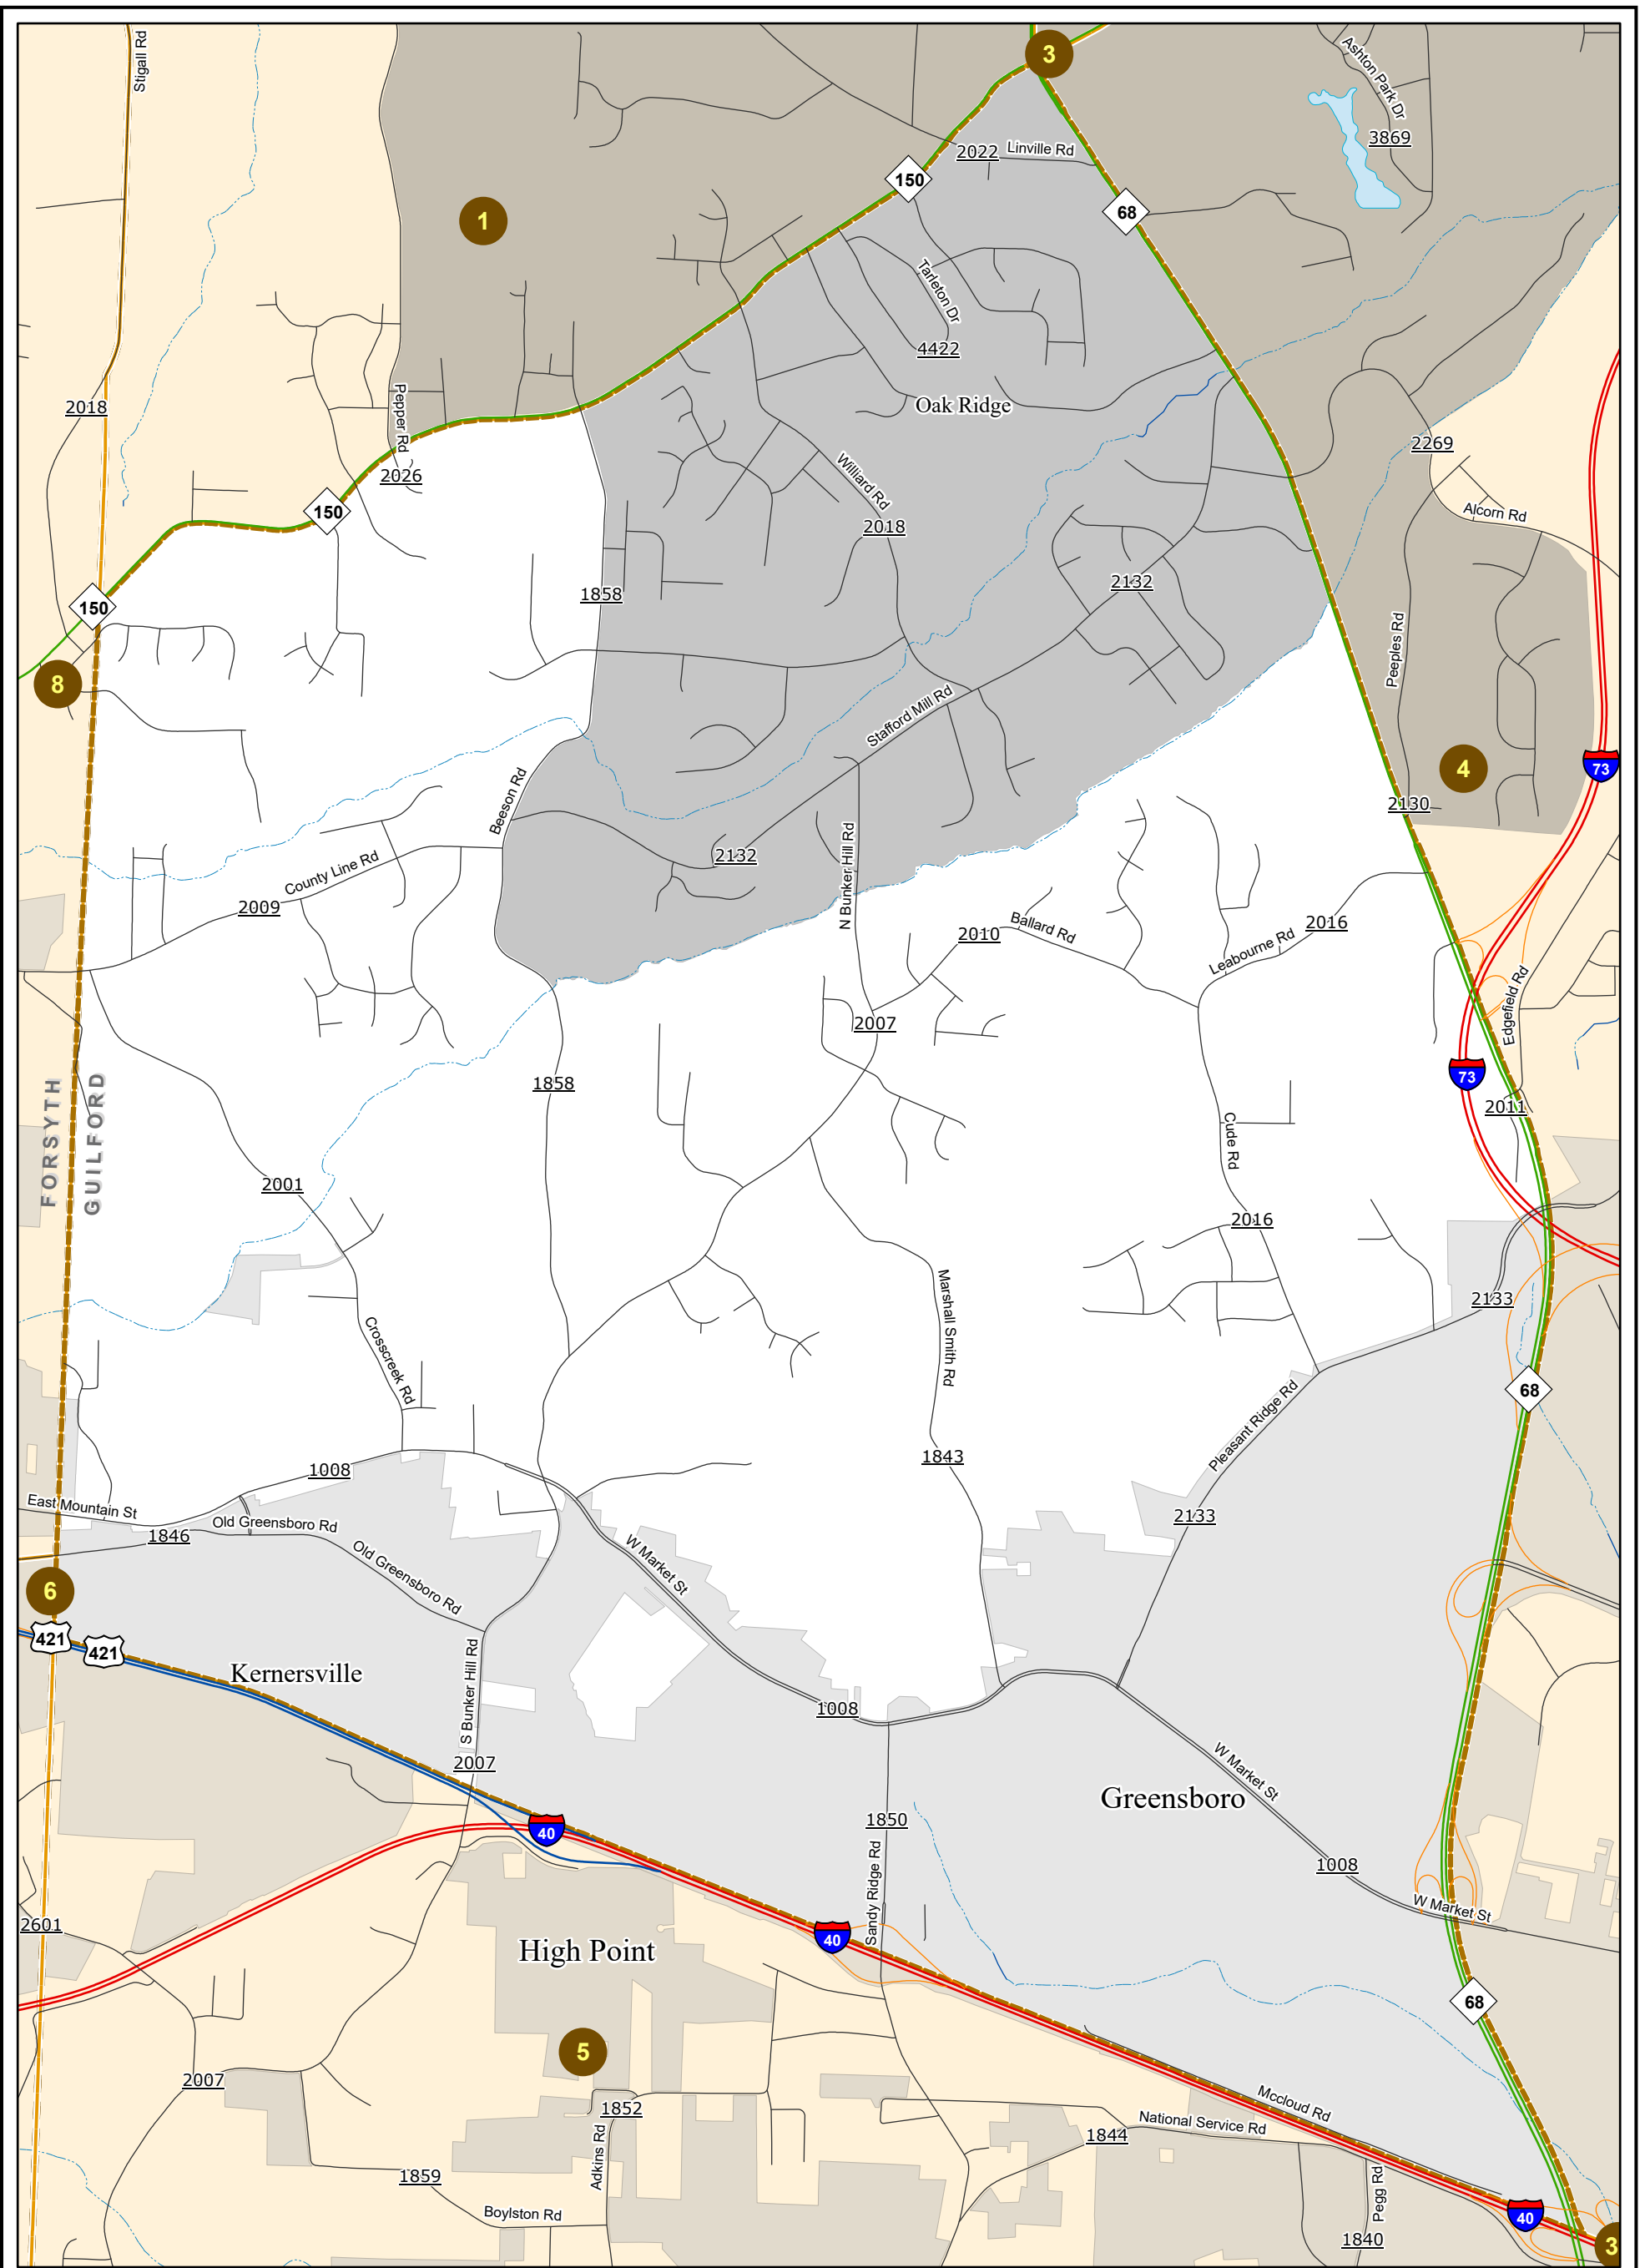 Stigall Rd
3
Ashton Park Dr
3869
2022
Linville Rd
150
68
1
Tarleton Dr
4422
Oak Ridge
2018
Pepper Rd
2026
150
Williard Rd
2018
2269
Alcorn Rd
2132
1858
150
Peeples Rd
8
Stafford Mill Rd
4
73
Beeson Rd
2130
N Bunker Hill Rd
2132
County Line Rd
2009
2010
Ballard Rd
2016
Leabourne Rd
Edgefield Rd
2007
73
1858
2011
FORSYTH
GUILFORD
Cude Rd
2001
2016
Marshall Smith Rd
2133
Crosscreek Rd
68
Pleasant Ridge Rd
1843
1008
East Mountain St
1846
Old Greensboro Rd
2133
Old Greensboro Rd
W Market St
6
421
421
Kernersville
S Bunker Hill Rd
1008
2007
W Market St
Greensboro
40
1850
1008
Sandy Ridge Rd
W Market St
2601
High Point
40
68
5
2007
1852
Mccloud Rd
National Service Rd
1844
Adkins Rd
1859
Pegg Rd
Boylston Rd
40
1840
3